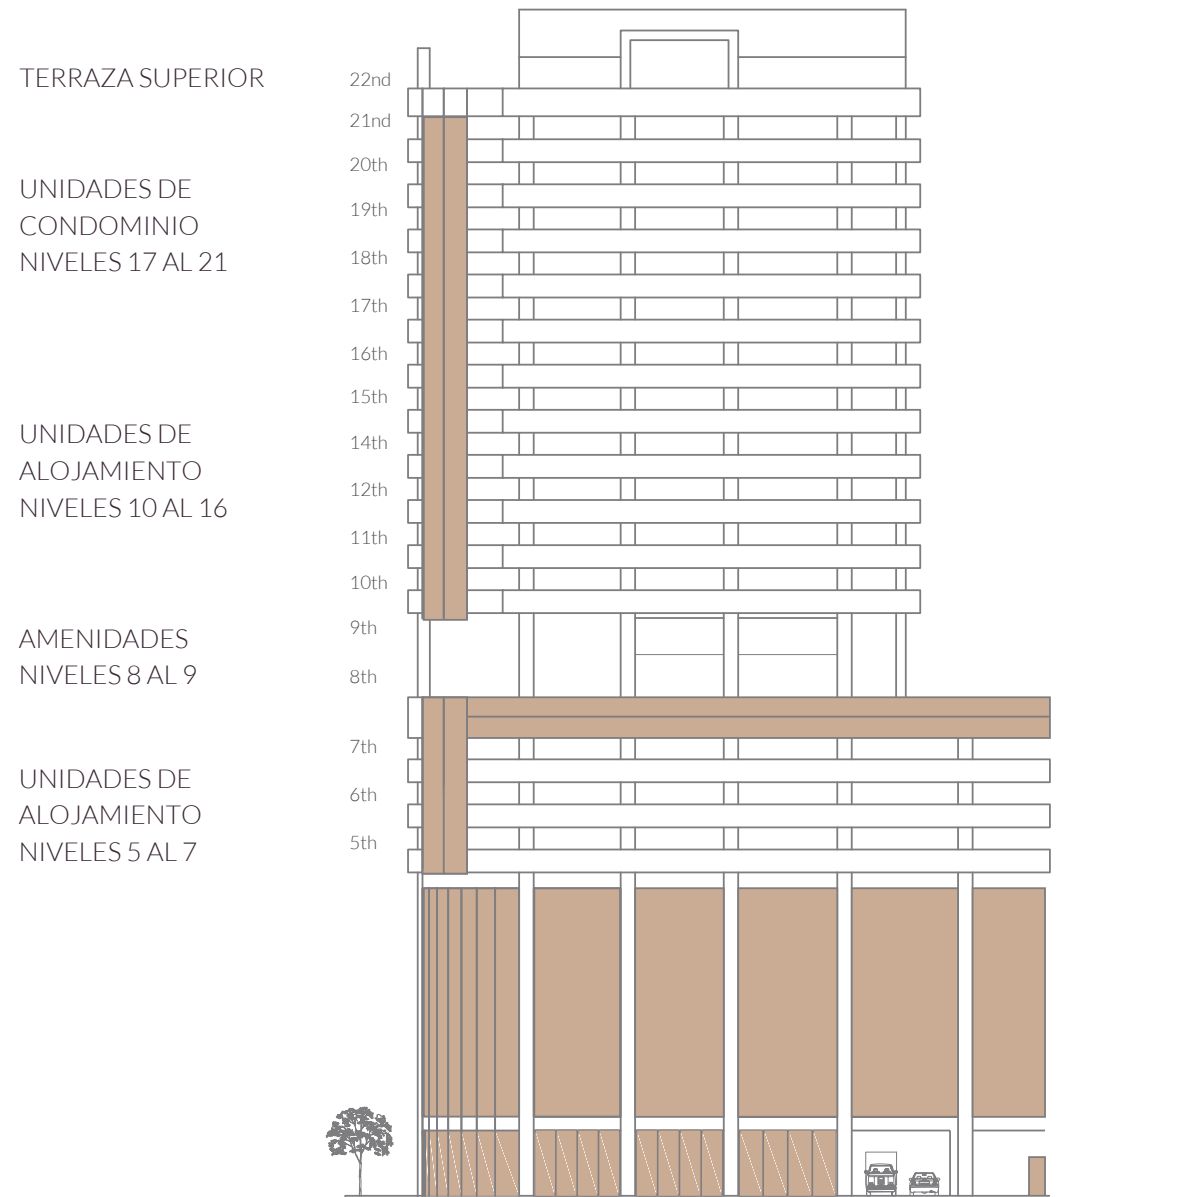 TERRAZA SUPERIOR
22nd
21nd
20th
UNIDADES DE
CONDOMINIO
NIVELES 17 AL 21
19th
18th
17th
16th
15th
UNIDADES DE
ALOJAMIENTO
NIVELES 10 AL 16
14th
12th
11th
10th
AMENIDADES
NIVELES 8 AL 9
9th
8th
7th
UNIDADES DE
ALOJAMIENTO
NIVELES 5 AL 7
6th
5th